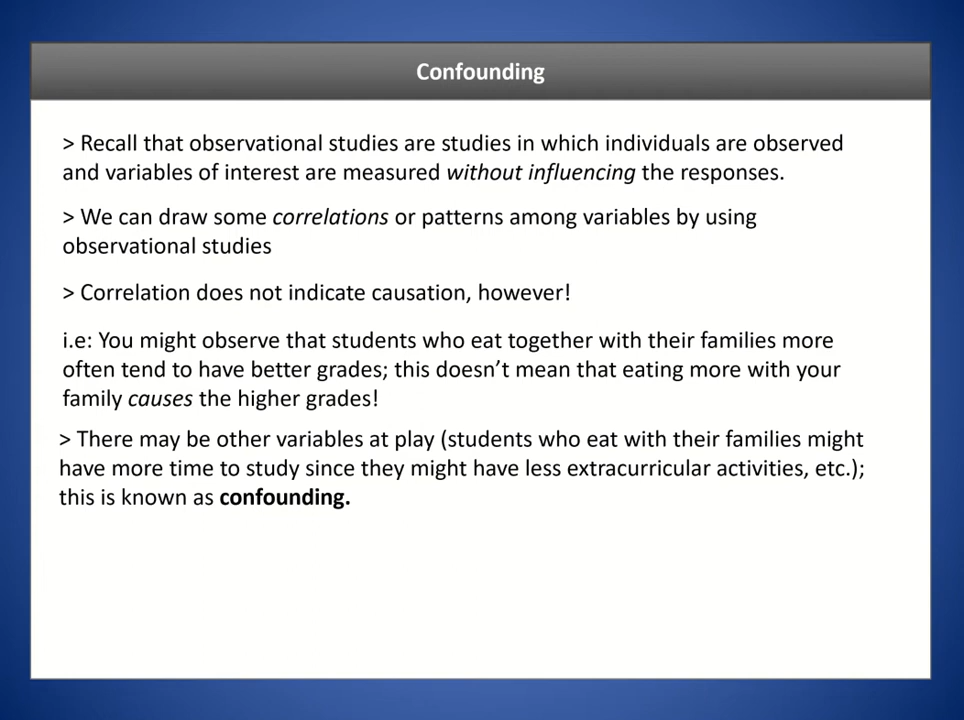 Confounding
> Recall that observational studies are studies in which individuals are observed
and variables of interest are measured without influencing the responses.
> We can draw some correlations or patterns among variables by using
observational studies
> Correlation does not indicate causation, however!
i.e: You might observe that students who eat together with their families more
often tend to have better grades; this doesn’t mean that eating more with your
family causes the higher grades!
> There may be other variables at play (students who eat with their families might
have more time to study since they might have less extracurricular activities, etc.);
this is known as confounding.